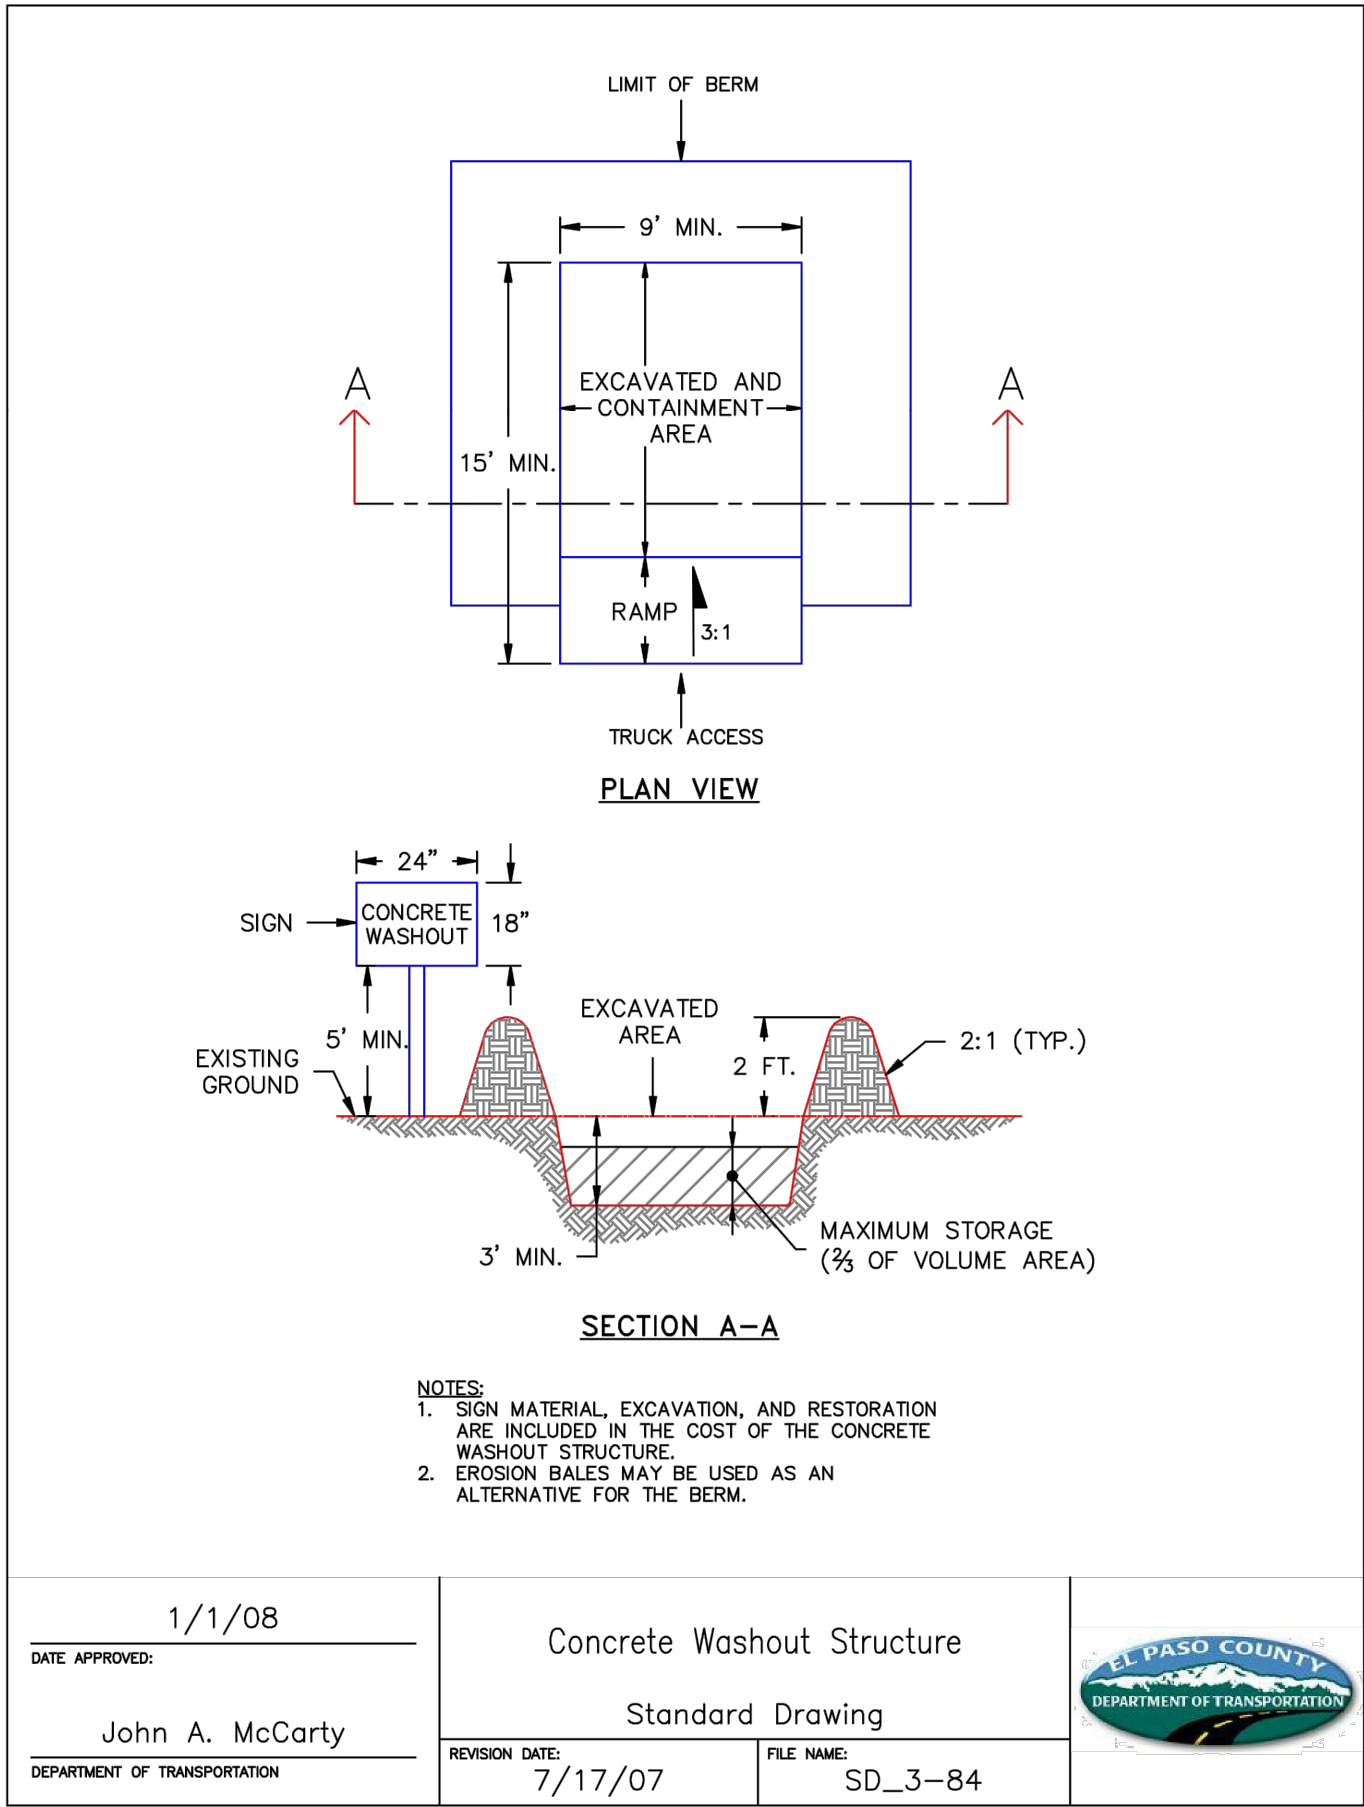 LIMIT OF BERM
9' MIN.
EXCAVATED AND
CONTAINMENT
AREA
A
A
15' MIN.
RAMP
3:1
TRUCK ACCESS
PLAN VIEW
24"
SIGN
CONCRETE
WASHOUT
18"
5' MIN.
EXISTING
GROUND
EXCAVATED
AREA
2 FT.
2:1 (TYP.)
3' MIN.
MAXIMUM STORAGE
(⅔ OF VOLUME AREA)
SECTION A-A
NOTES:
1. SIGN MATERIAL, EXCAVATION, AND RESTORATION
ARE INCLUDED IN THE COST OF THE CONCRETE
WASHOUT STRUCTURE.
2. EROSION BALES MAY BE USED AS AN
ALTERNATIVE FOR THE BERM.
1/1/08
DATE APPROVED:
John A. McCarty
DEPARTMENT OF TRANSPORTATION
Concrete Washout Structure
Standard Drawing
REVISION DATE:
7/17/07
FILE NAME:
SD_3-84
EL PASO COUNTY
DEPARTMENT OF TRANSPORTATION